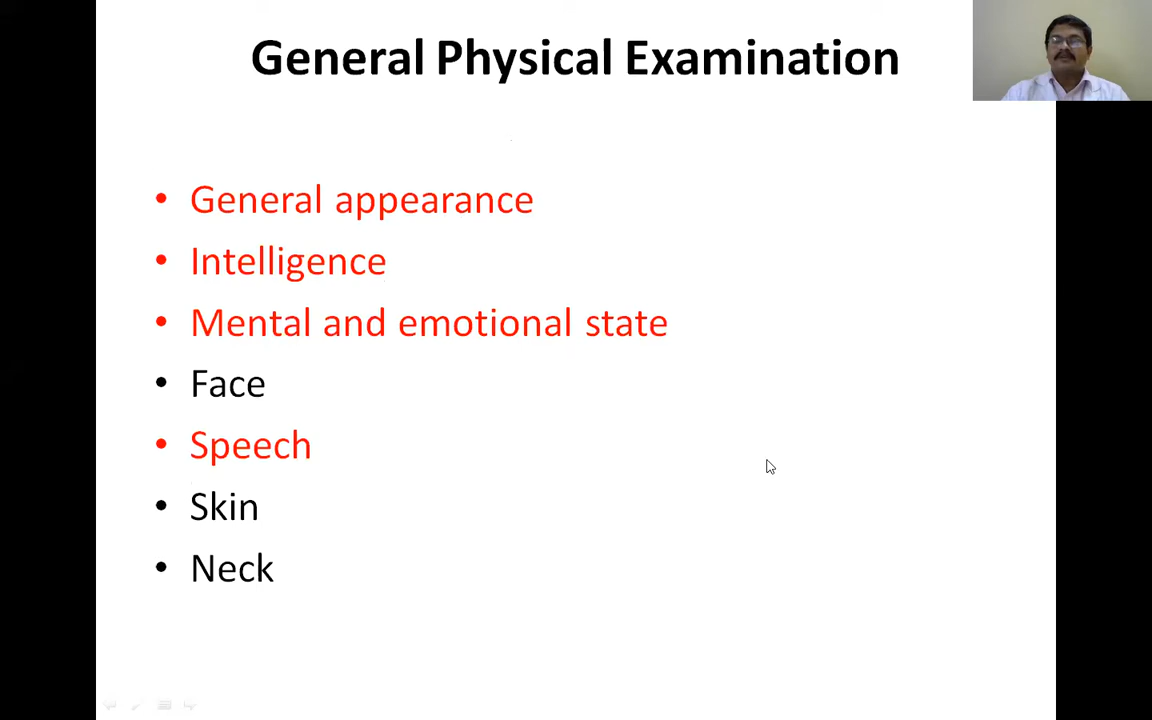 General Physical Examination
• General appearance
• Intelligence
• Mental and emotional state
• Face
• Speech
• Skin
• Neck